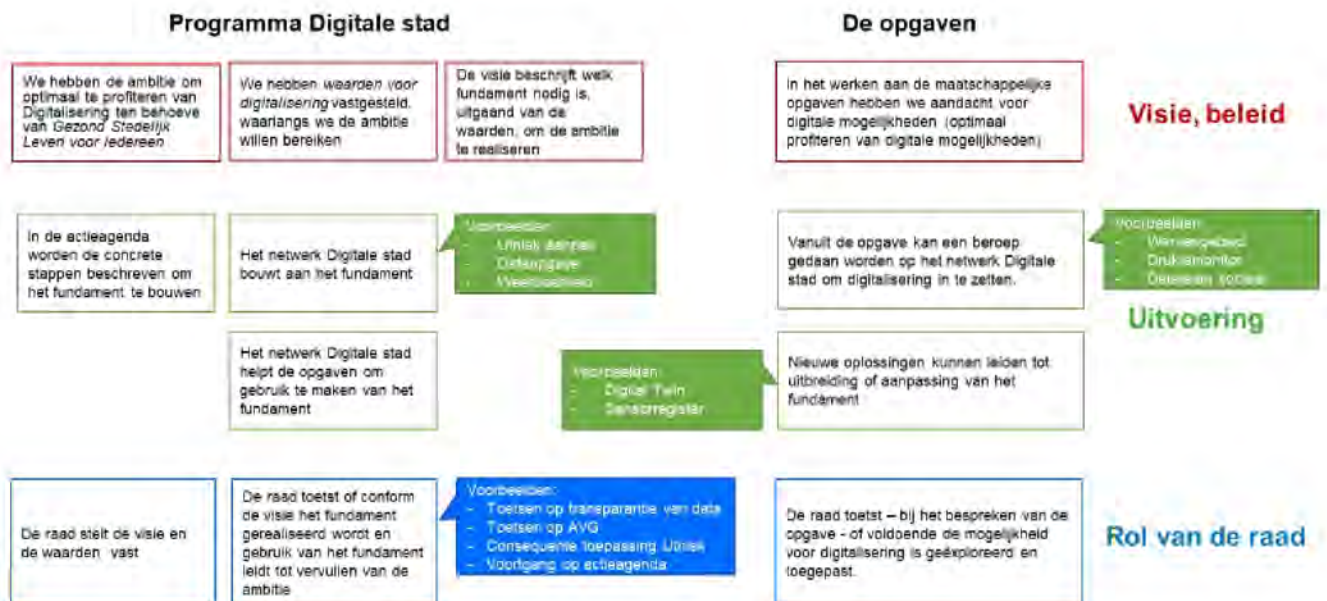 Programma Digitale stad
De opgaven
We hebben de ambitie om
optimaal te profiteren van
Digitalisering ten behoeve
van Gezond Stedelijk
Leven voor Iedereen
We hebben waarden voor
digitalisering vastgesteld,
waarlangs we de ambitie
willen bereiken
De visie beschrijft welk
fundament nodig is,
uitgaand van de
waarden, om de ambitie
te realiseren
In het werken aan de maatschappelijke
opgaven hebben we aandacht voor
digitale mogelijkheden (optimaal
profiteren van digitale mogelijkheden)
Visie, beleid
In de actieagenda
worden de concrete
stappen beschreven om
het fundament te bouwen
Het netwerk Digitale stad
bouwt aan het fundament
Voorbeelden:
- Utniek aanpak
- Datatopgave
- Weerbaarheid
Vanuit de opgave kan een beroep
gedaan worden op het netwerk Digitale
stad om digitalisering in te zetten.
Voorbeelden:
-
- Druktemonitor
-
Uitvoering
Het netwerk Digitale stad
helpt de opgaven om
gebruik te maken van het
fundament
Voorbeelden:
- Digital Twin
- Sensorregister
Nieuwe oplossingen kunnen leiden tot
uitbreiding of aanpassing van het
fundament
De raad stelt de visie en
de waarden vast
De raad toetst of conform
de visie het fundament
gerealiseerd wordt en
gebruik van het fundament
leidt tot vervullen van de
ambitie
Voorbeelden:
- Toetsen op transparantie van data
- Toetsen op AVG
- Consequente toepassing Utniek
- Voortgang op actieagenda
De raad toetst – bij het bespreken van de
opgave - of voldoende de mogelijkheid
voor digitalisering is geëxploreerd en
toegepast.
Rol van de raad